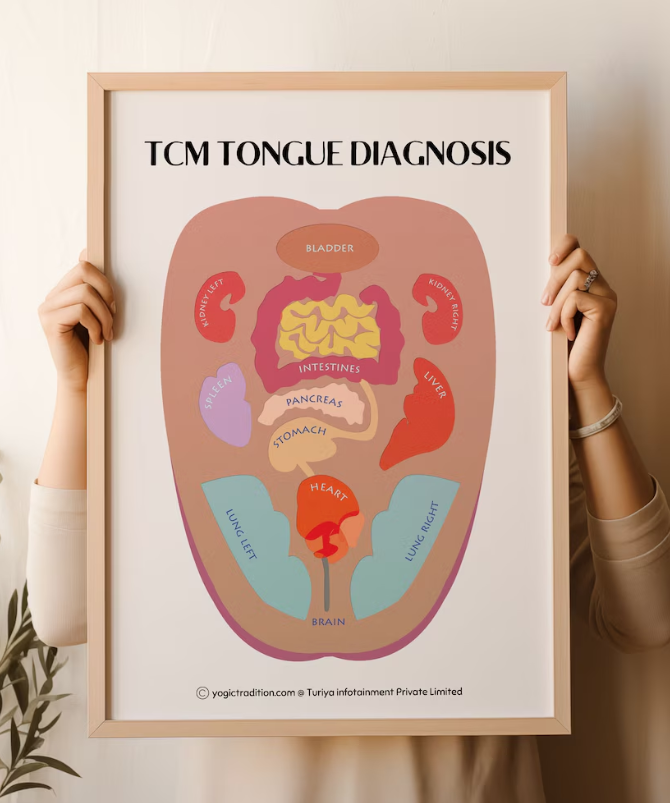 TCM TONGUE DIAGNOSIS
BLADDER
KIDNEY LEFT
KIDNEY RIGHT
INTESTINES
SPLEEN
LIVER
PANCREAS
STOMACH
HEART
LUNG LEFT
LUNG RIGHT
BRAIN
© yogictradition.com @ Turiya infotainment Private Limited